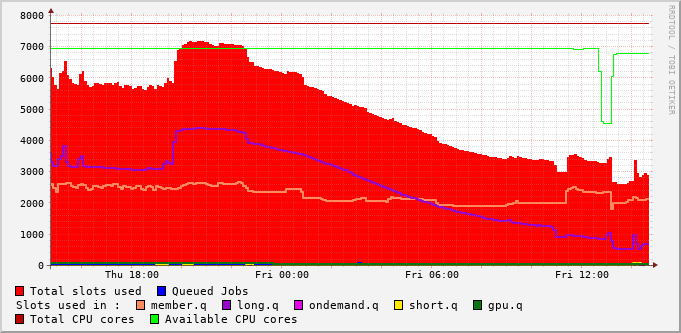 8000
7000
6000
5000
4000
3000
2000
1000
0
Thu 18:00 Fri 00:00 Fri 06:00 Fri 12:00
RRDTOOL / TOBI OETIKER
Total slots used Queued Jobs
Slots used in : member.q long.q ondemand.q short.q gpu.q
Total CPU cores Available CPU cores